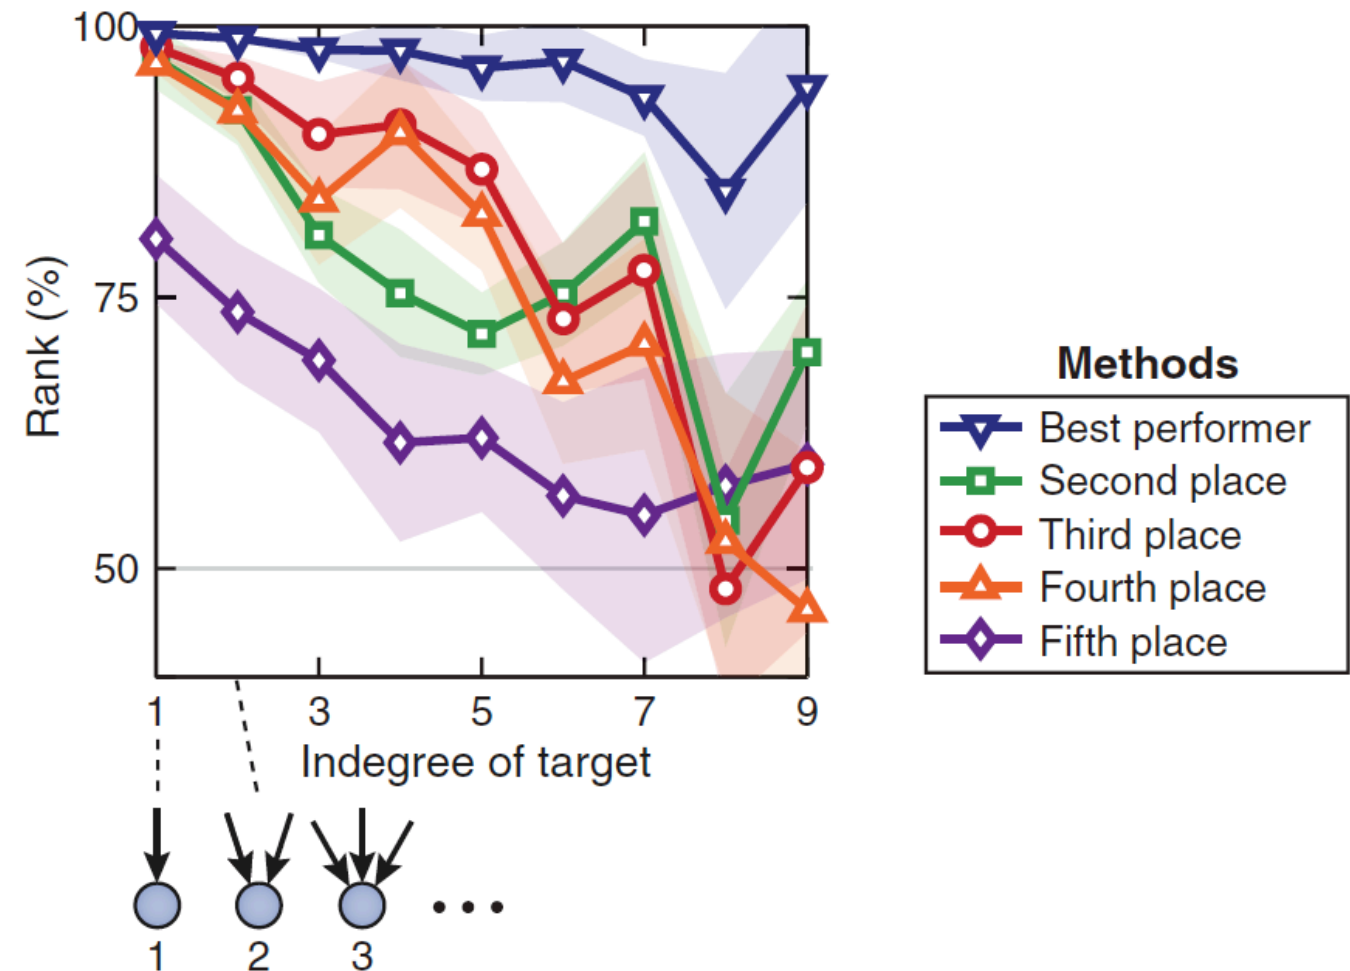 100
75
50
Rank (%)
1 3 5 7 9
Indegree of target
1 2 3
Methods
Best performer
Second place
Third place
Fourth place
Fifth place